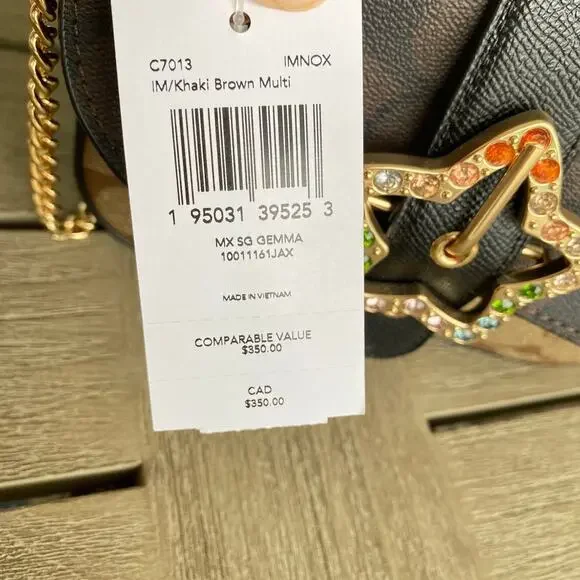 C7013 IMNOX
IM/Khaki Brown Multi
1 95031 39525 3
MX SG GEMMA
10011161JAX
MADE IN VIETNAM
COMPARABLE VALUE
$350.00
CAD
$350.00